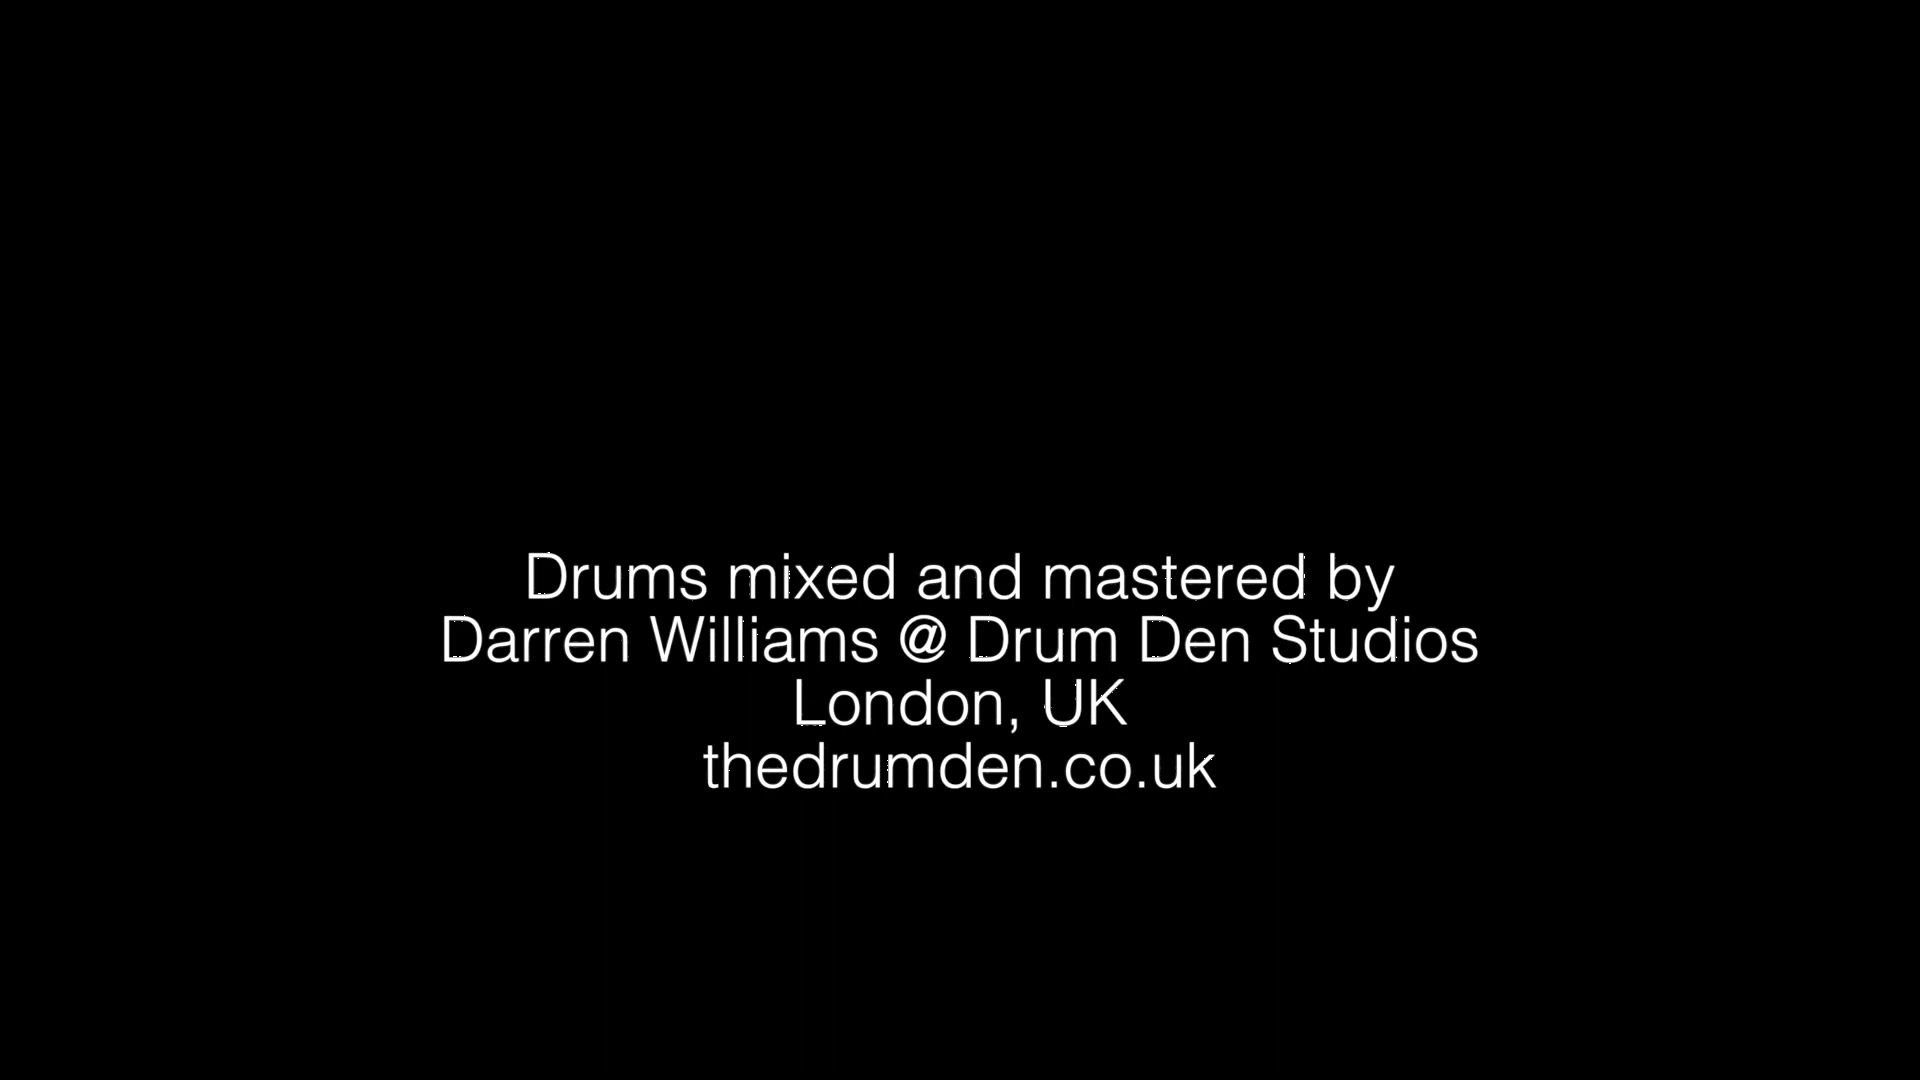 Drums mixed and mastered by
Darren Williams @ Drum Den Studios
London, UK
thedrumden.co.uk